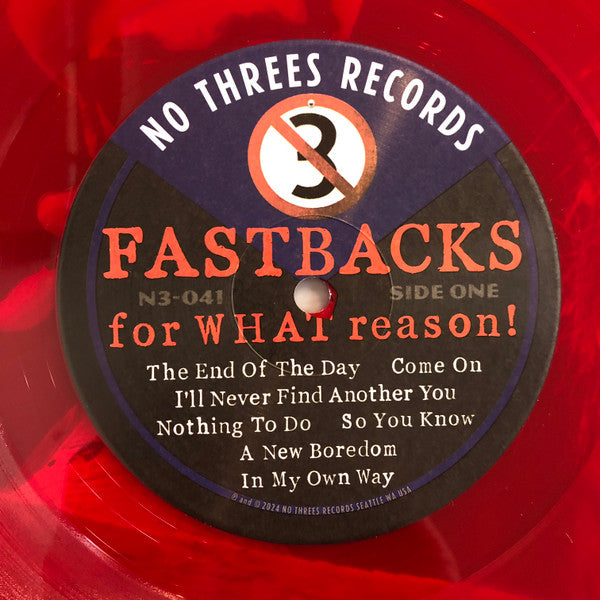 NO THREES RECORDS
3
FASTBACKS
N3-041 SIDE ONE
for WHAT reason!
The End Of The Day Come On
I'll Never Find Another You
Nothing To Do So You Know
A New Boredom
In My Own Way
℗ and © 2024 NO THREES RECORDS SEATTLE WA USA